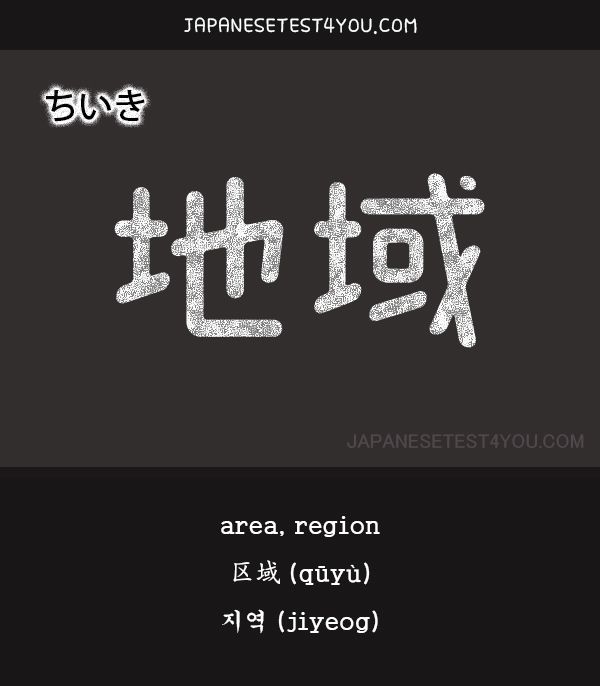 JAPANESETEST4YOU.COM
ちいき
地域
JAPANESETEST4YOU.COM
area, region
区域 (qūyù)
지역 (jiyeog)